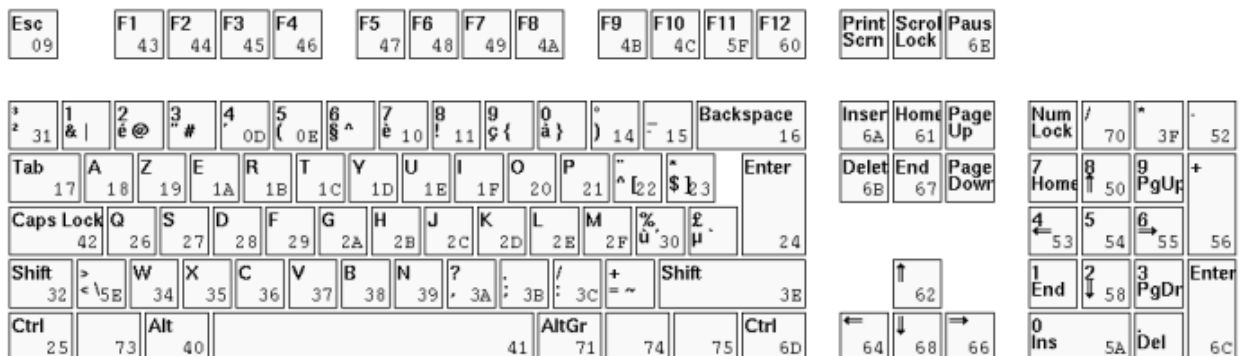 Esc 09 F1 43 F2 44 F3 45 F4 46 F5 47 F6 48 F7 49 F8 4A F9 4B F10 4C F11 5F F12 60 Print Scrn Scrol Lock Paus 6E
³ ² 31 1 & | 2 é @ 3 " # 4 ' 0D 5 ( 0E 6 § ^ 7 è 10 8 ! 11 9 ç { 0 à } ° ) 14 _ - 15 Backspace 16 Inser 6A Home 61 Page Up Num Lock / 70 * 3F - 52
Tab 17 A 18 Z 19 E 1A R 1B T 1C Y 1D U 1E I 1F O 20 P 21 ¨ ^ [ 22 * $ ] 23 Enter 24 Delet 6B End 67 Page Down 7 Home 8 ⇑ 50 9 PgUp + 56
Caps Lock 42 Q 26 S 27 D 28 F 29 G 2A H 2B J 2C K 2D L 2E M 2F % ù ´ 30 £ µ ` 4 ⇐ 53 5 54 6 ⇒ 55
Shift 32 > < \ 5E W 34 X 35 C 36 V 37 B 38 N 39 ? , 3A . ; 3B / : 3C + = ~ Shift 3E ⇑ 62 1 End 2 ⇓ 58 3 PgDn Enter 6C
Ctrl 25 73 Alt 40 41 AltGr 71 74 75 Ctrl 6D ⇐ 64 ⇓ 68 ⇒ 66 0 Ins 5A . Del